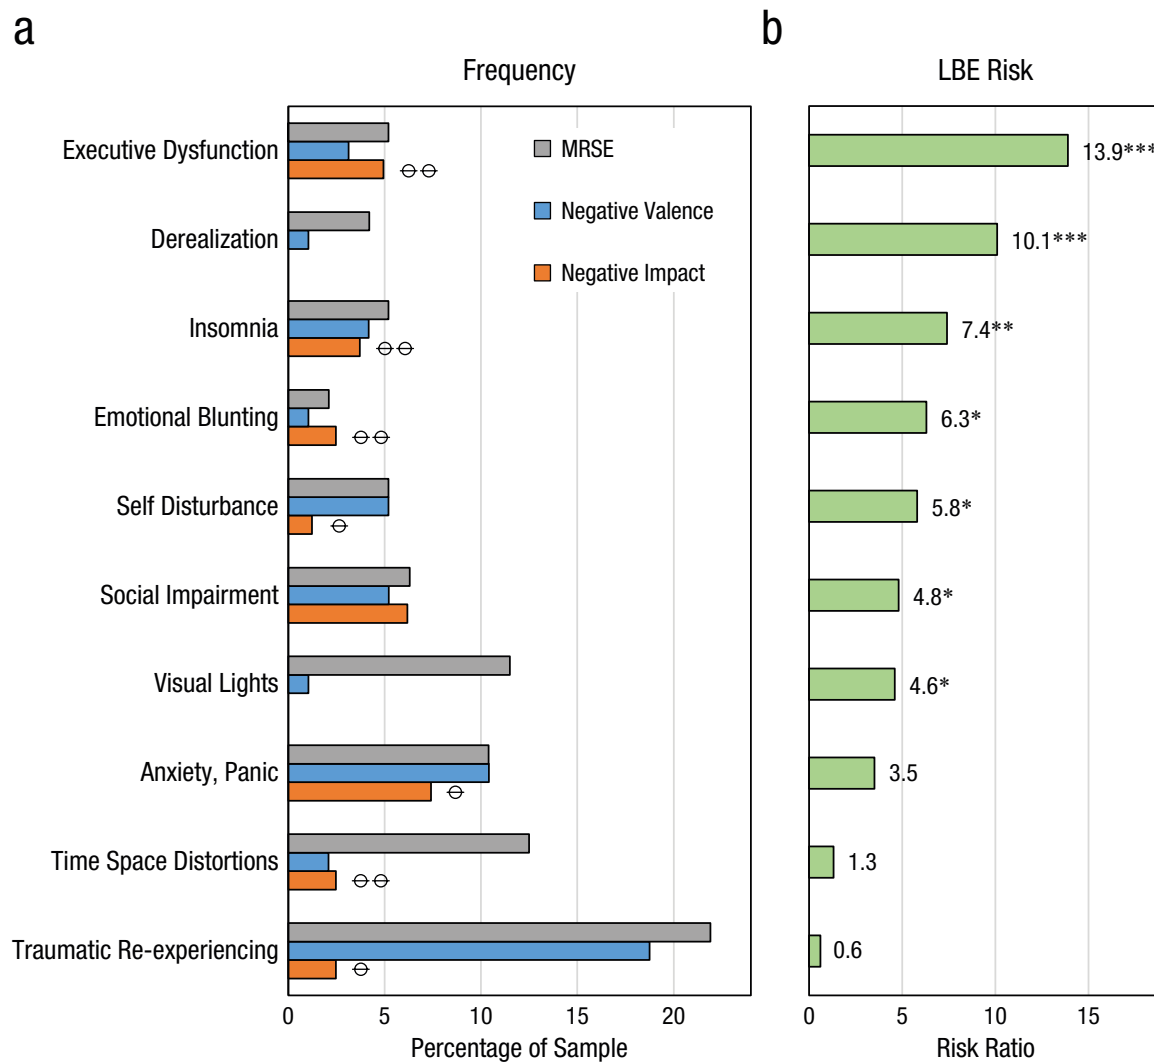 a
b
Frequency
LBE Risk
Executive Dysfunction
Derealization
Insomnia
Emotional Blunting
Self Disturbance
Social Impairment
Visual Lights
Anxiety, Panic
Time Space Distortions
Traumatic Re-experiencing
MRSE
Negative Valence
Negative Impact
0 5 10 15 20
Percentage of Sample
13.9***
10.1***
7.4**
6.3*
5.8*
4.8*
4.6*
3.5
1.3
0.6
0 5 10 15
Risk Ratio